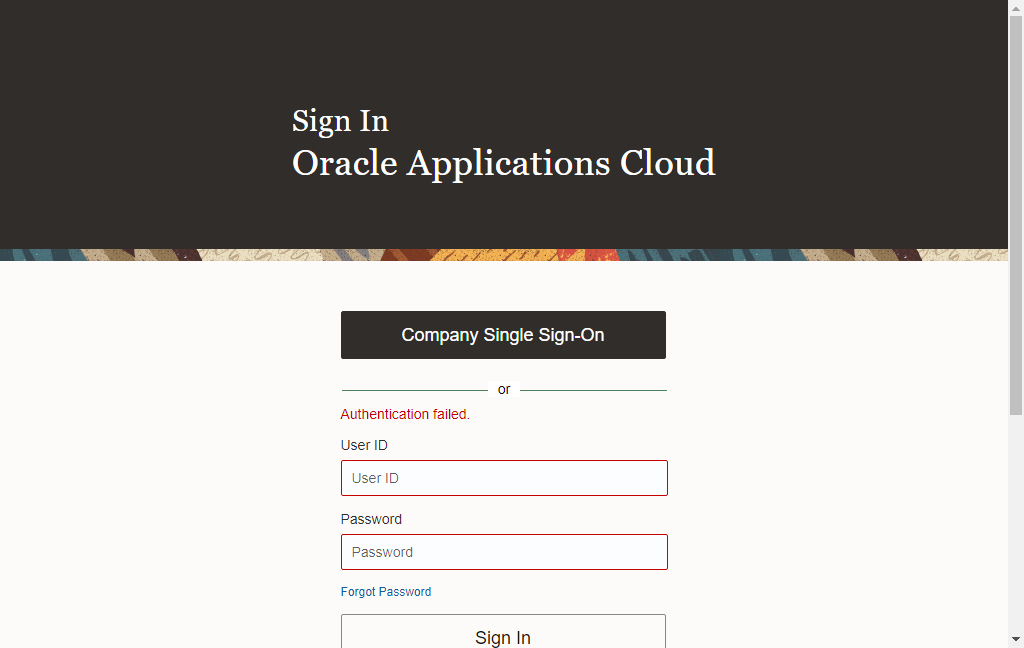 Sign In
Oracle Applications Cloud
Company Single Sign-On
or
Authentication failed.
User ID
User ID
Password
Password
Forgot Password
Sign In